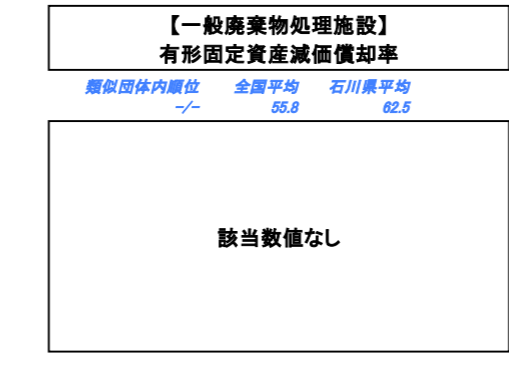 【一般廃棄物処理施設】
有形固定資産減価償却率
類似団体内順位 全国平均 石川県平均
-/- 55.8 62.5
該当数値なし